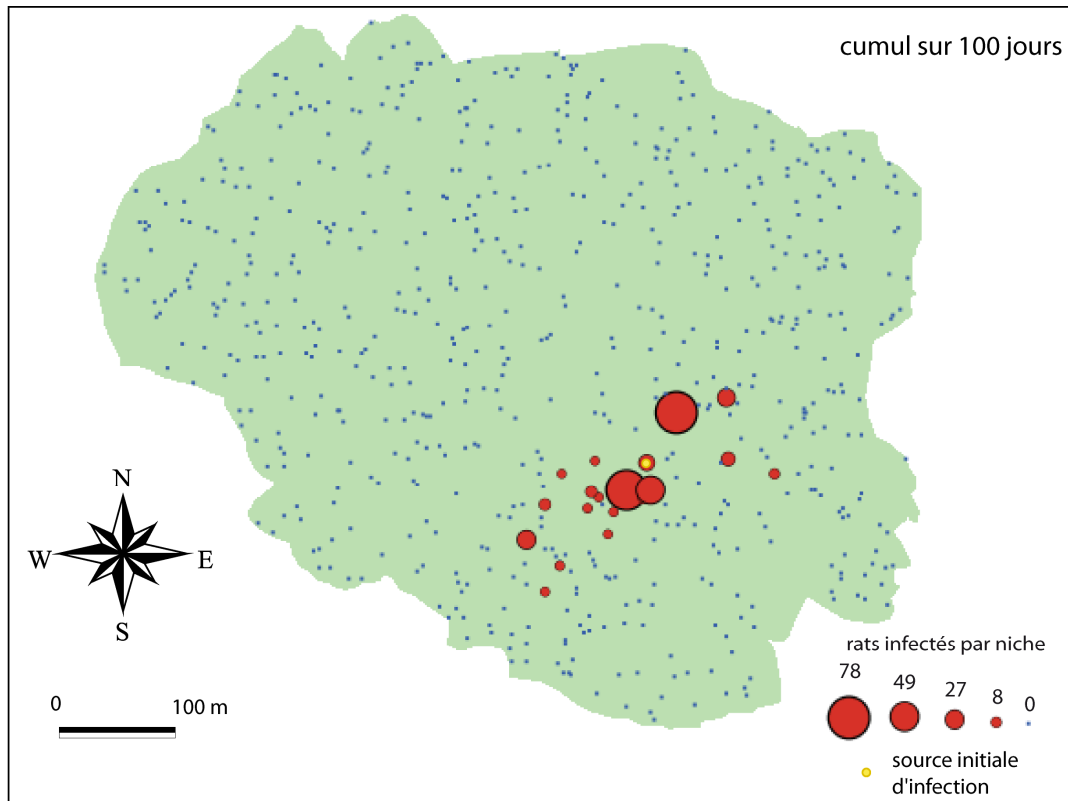 cumul sur 100 jours
N
W
E
S
0
100 m
rats infectés par niche
78
49
27
8
0
source initiale
d'infection